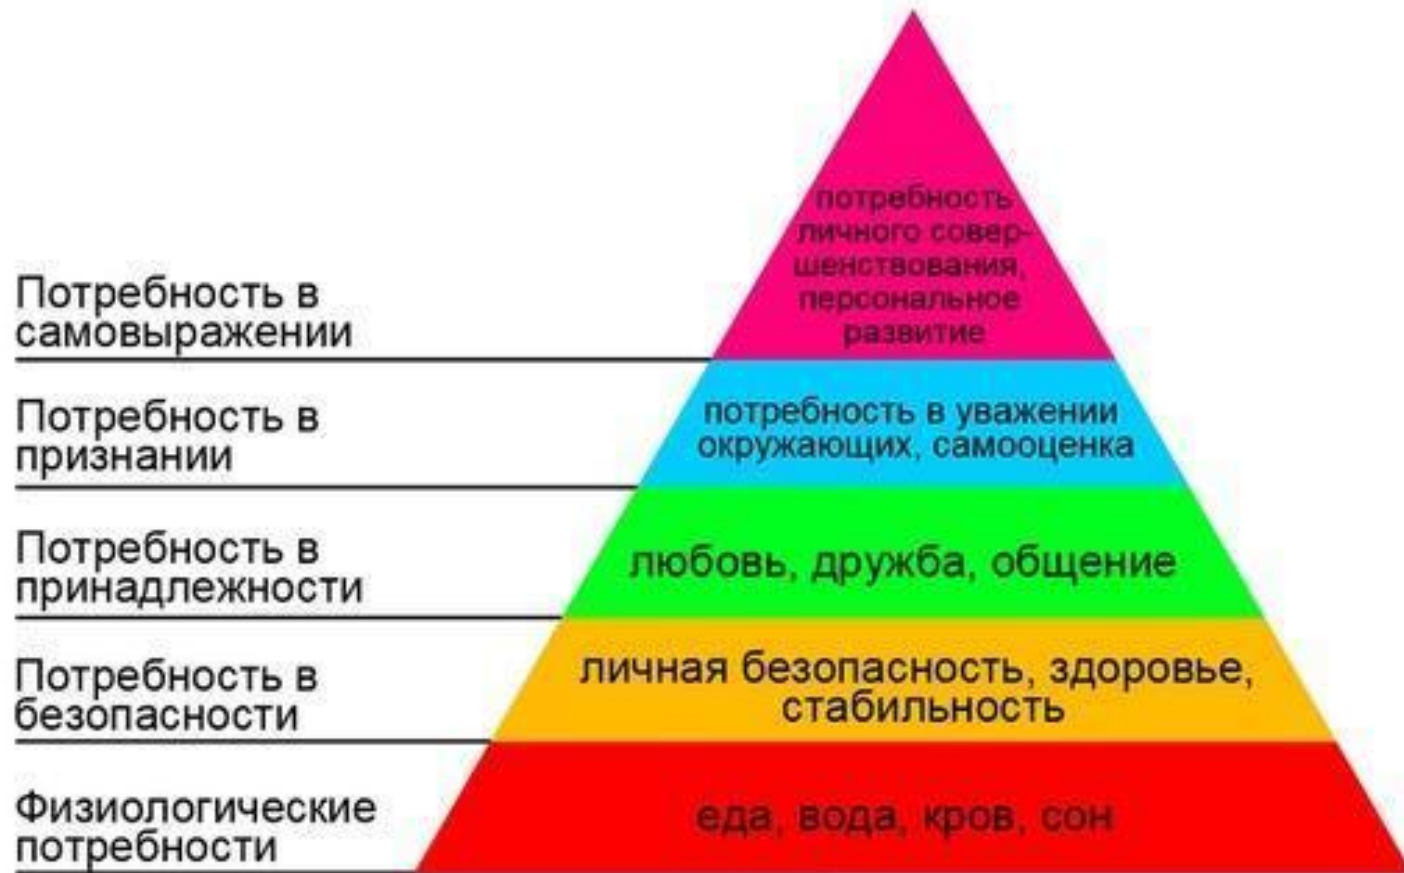 потребность
личного совер-
шенствования,
персональное
развитие
Потребность в
самовыражении
потребность в уважении
окружающих, самооценка
Потребность в
признании
любовь, дружба, общение
Потребность в
принадлежности
личная безопасность, здоровье,
стабильность
Потребность в
безопасности
еда, вода, кров, сон
Физиологические
потребности